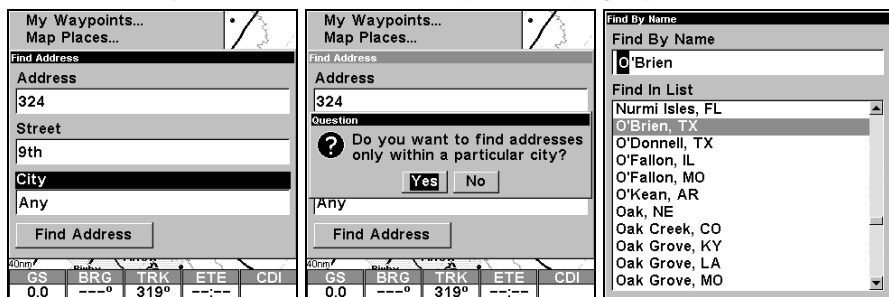 My Waypoints...
Map Places...
Find Address
Address
324
Street
9th
City
Any
Find Address
40nm
GS BRG TRK ETE CDI
0.0 ---º 319º --:--
My Waypoints...
Map Places...
Find Address
Address
324
Question
Do you want to find addresses
only within a particular city?
Yes No
Any
Find Address
40nm
GS BRG TRK ETE CDI
0.0 ---º 319º --:--
Find By Name
Find By Name
O'Brien
Find In List
Nurmi Isles, FL
O'Brien, TX
O'Donnell, TX
O'Fallon, IL
O'Fallon, MO
O'Kean, AR
Oak, NE
Oak Creek, CO
Oak Grove, KY
Oak Grove, LA
Oak Grove, MO